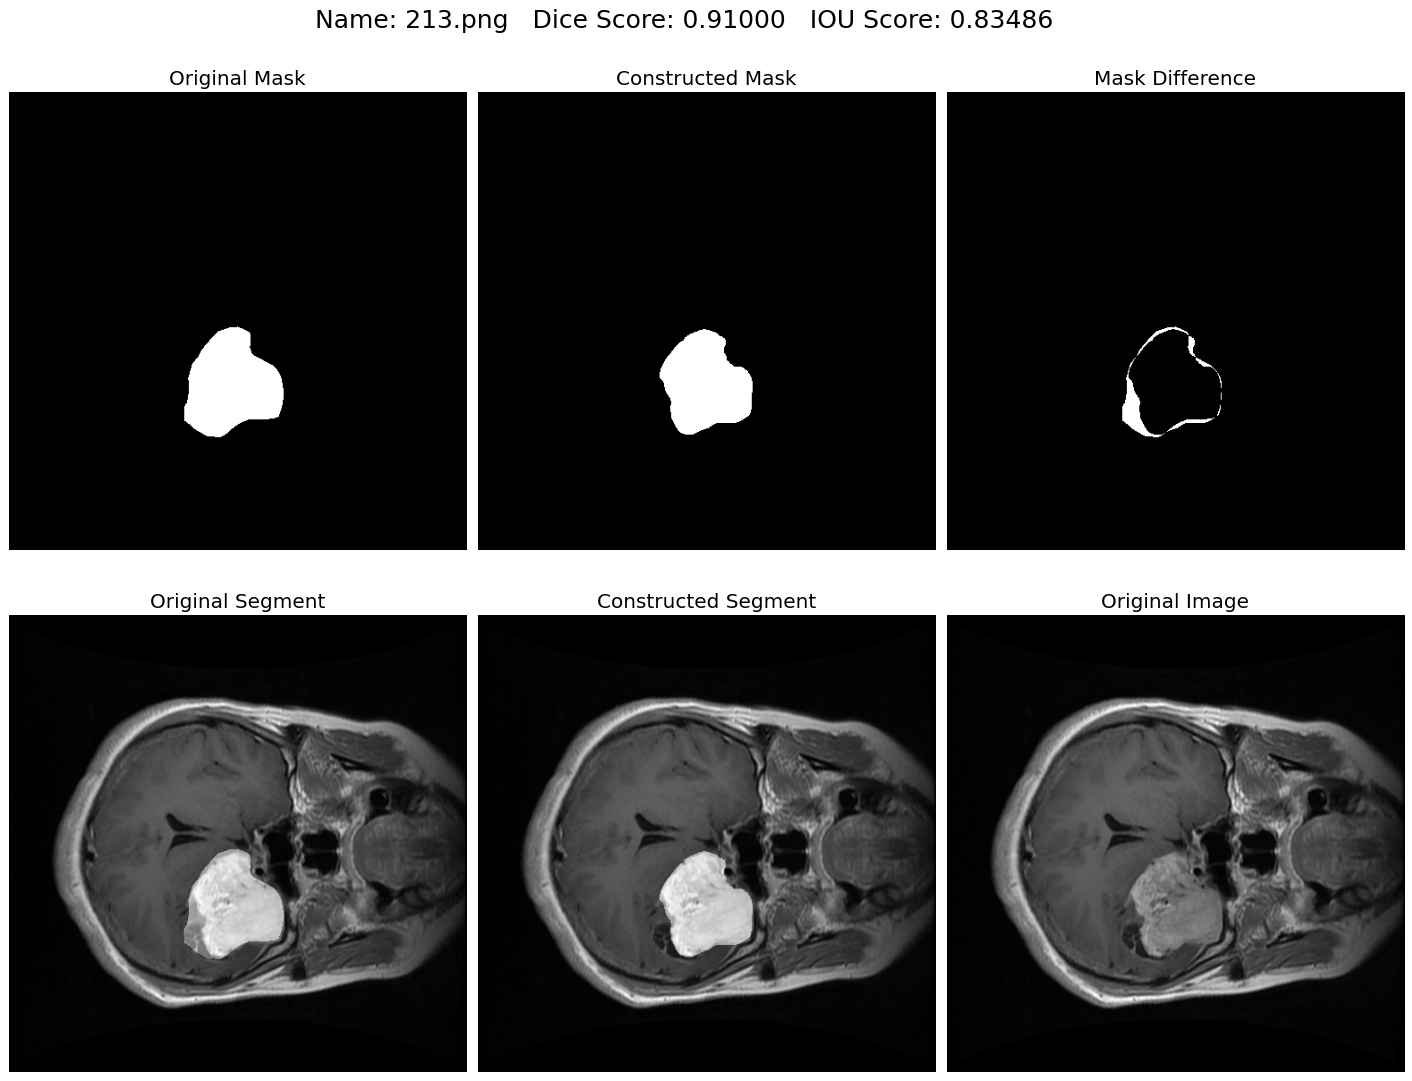 Name: 213.png   Dice Score: 0.91000   IOU Score: 0.83486
Original Mask
Constructed Mask
Mask Difference
Original Segment
Constructed Segment
Original Image